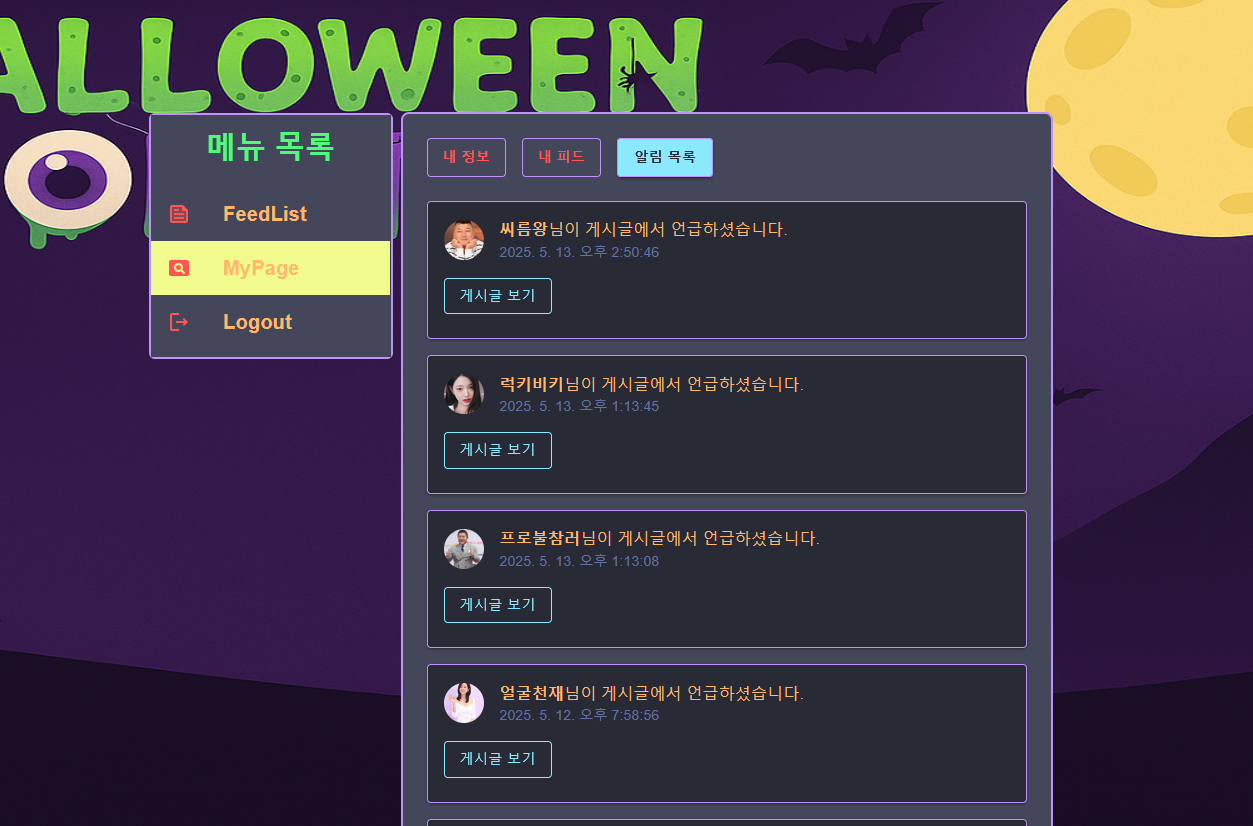 ALLOWEEN
메뉴 목록
FeedList
MyPage
Logout
내 정보
내 피드
알림 목록
씨름왕님이 게시글에서 언급하셨습니다.
2025. 5. 13. 오후 2:50:46
게시글 보기
럭키비키님이 게시글에서 언급하셨습니다.
2025. 5. 13. 오후 1:13:45
게시글 보기
프로불참러님이 게시글에서 언급하셨습니다.
2025. 5. 13. 오후 1:13:08
게시글 보기
얼굴천재님이 게시글에서 언급하셨습니다.
2025. 5. 12. 오후 7:58:56
게시글 보기